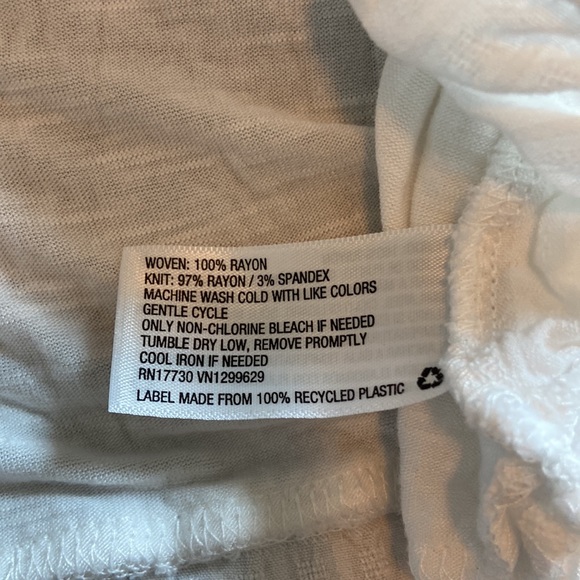 WOVEN: 100% RAYON
KNIT: 97% RAYON / 3% SPANDEX
MACHINE WASH COLD WITH LIKE COLORS
GENTLE CYCLE
ONLY NON-CHLORINE BLEACH IF NEEDED
TUMBLE DRY LOW, REMOVE PROMPTLY
COOL IRON IF NEEDED
RN17730 VN1299629
LABEL MADE FROM 100% RECYCLED PLASTIC